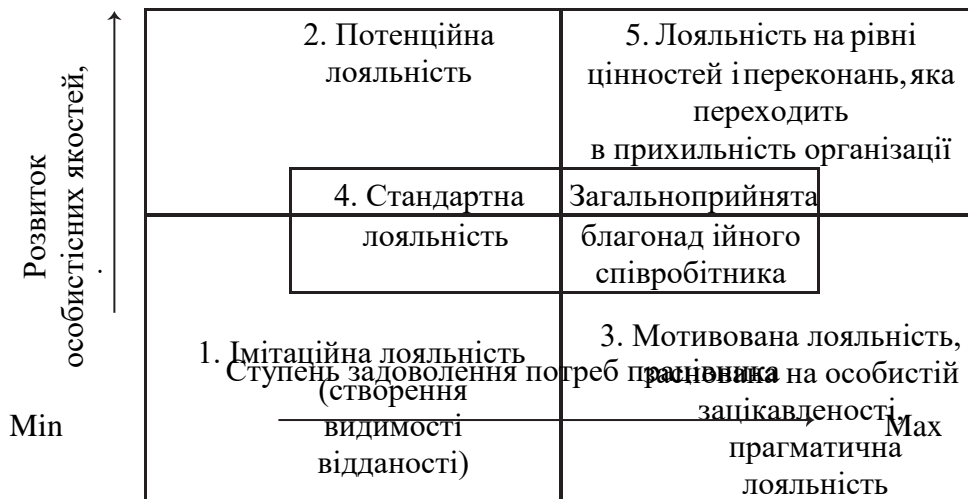 Розвиток
особистісних якостей,
.
2. Потенційна
лояльність
5. Лояльність на рівні
цінностей і переконань, яка
переходить
в прихильність організації
4. Стандартна
лояльність
Загальноприйнята
благонад ійного
співробітника
1. Імітаційна лояльність
(створення
видимості
відданості)
3. Мотивована лояльність,
заснована на особистій
зацікавленості,
прагматична
лояльність
Ступень задоволення потреб працівника
Min
Max